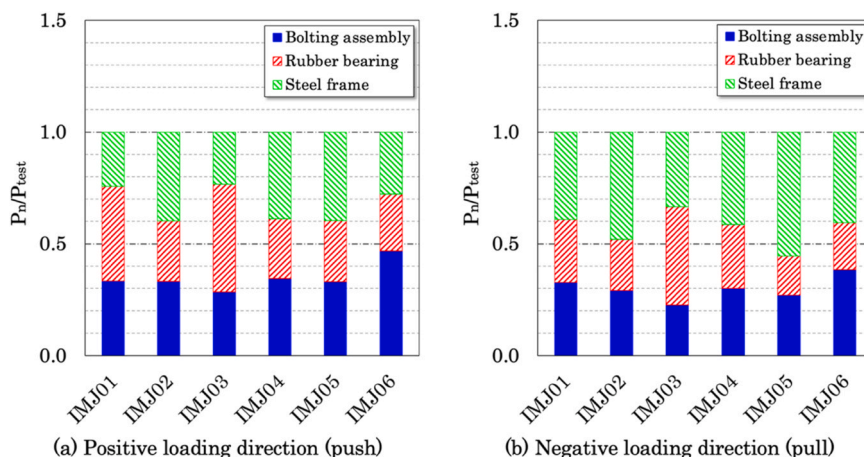 1.5
1.0
0.5
0.0
Pn/Ptest
Bolting assembly
Rubber bearing
Steel frame
IMJ01
IMJ02
IMJ03
IMJ04
IMJ05
IMJ06
(a) Positive loading direction (push)
1.5
1.0
0.5
0.0
Pn/Ptest
Bolting assembly
Rubber bearing
Steel frame
IMJ01
IMJ02
IMJ03
IMJ04
IMJ05
IMJ06
(b) Negative loading direction (pull)